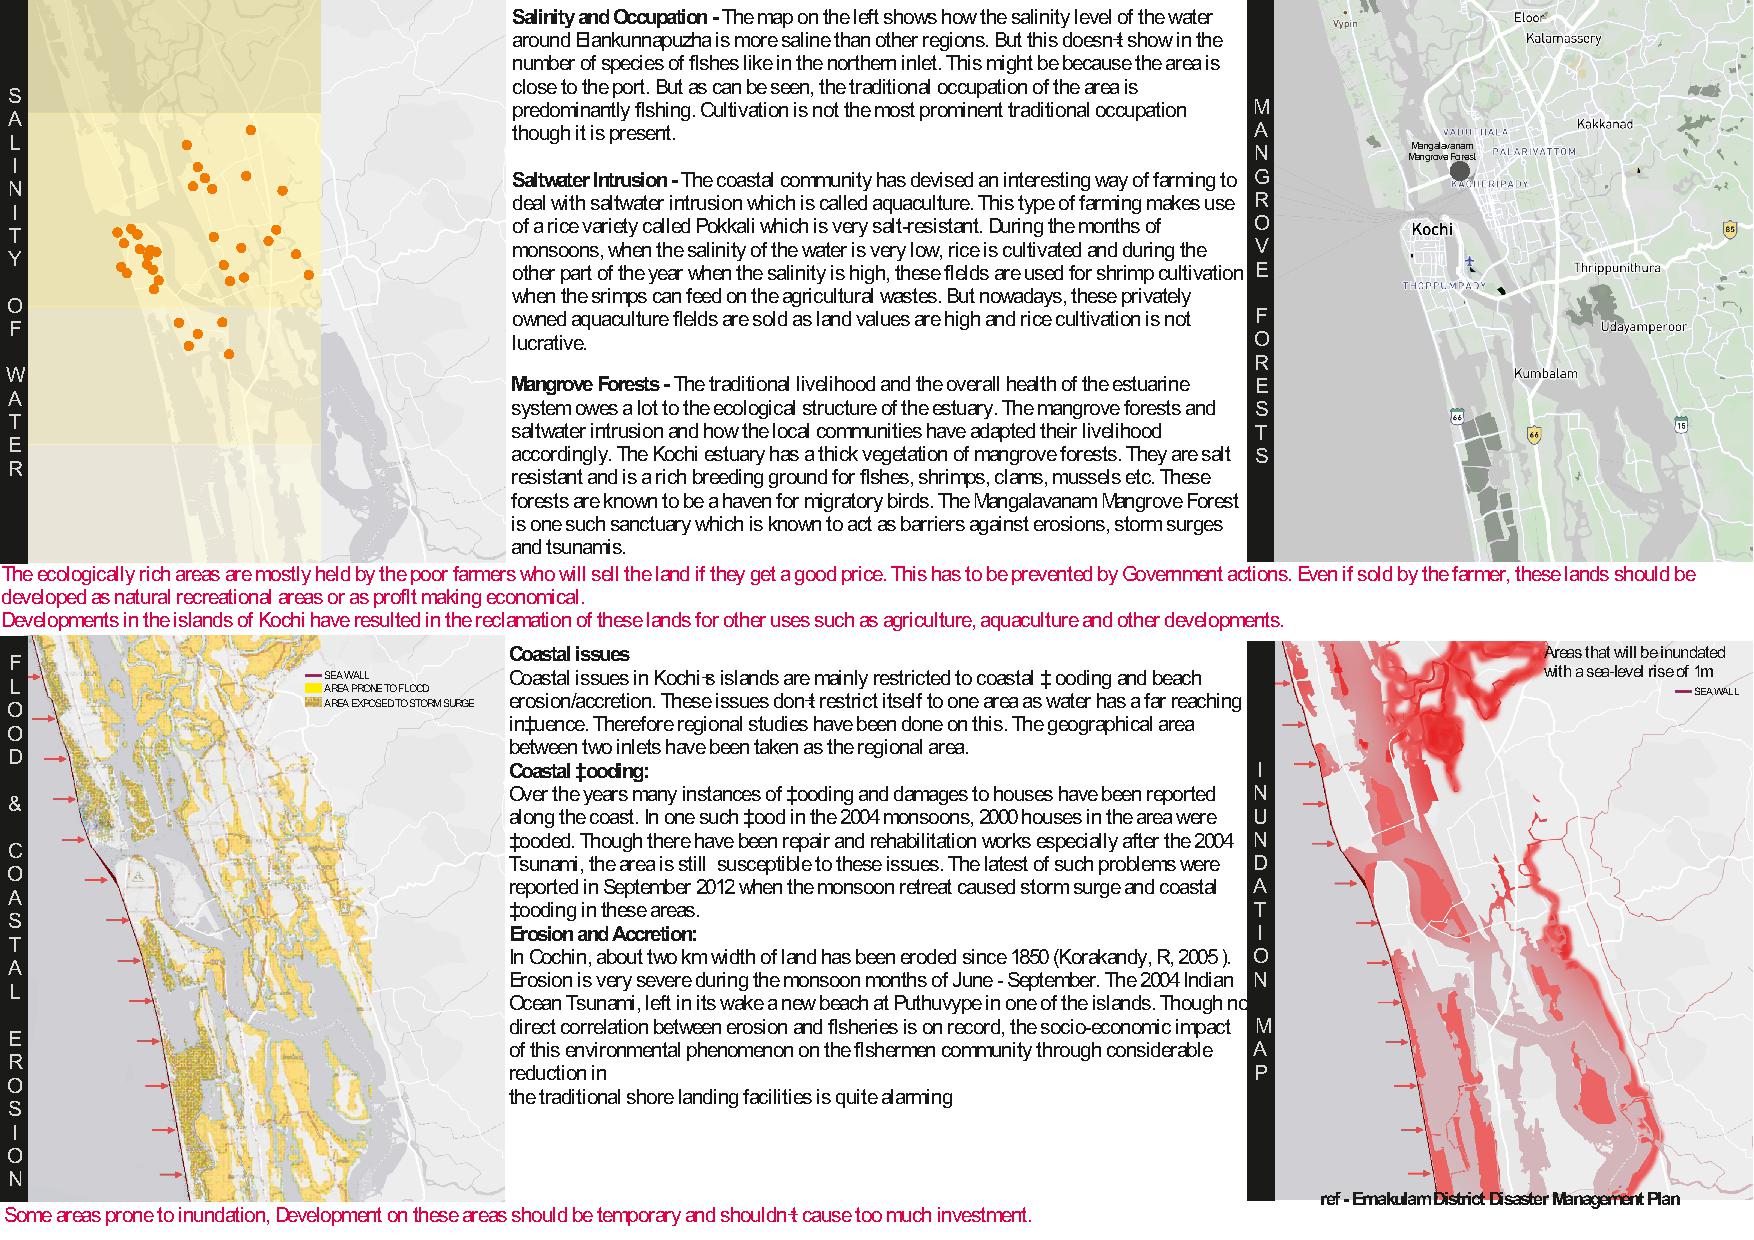 SALINITY OF WATER
Salinity and Occupation - The map on the left shows how the salinity level of the water
around Elankunnapuzha is more saline than other regions. But this doesn‡t show in the
number of species of fishes like in the northern inlet. This might be because the area is
close to the port. But as can be seen, the traditional occupation of the area is
predominantly fishing. Cultivation is not the most prominent traditional occupation
though it is present.
Saltwater Intrusion - The coastal community has devised an interesting way of farming to
deal with saltwater intrusion which is called aquaculture. This type of farming makes use
of a rice variety called Pokkali which is very salt-resistant. During the months of
monsoons, when the salinity of the water is very low, rice is cultivated and during the
other part of the year when the salinity is high, these fields are used for shrimp cultivation
when the srimps can feed on the agricultural wastes. But nowadays, these privately
owned aquaculture fields are sold as land values are high and rice cultivation is not
lucrative.
Mangrove Forests - The traditional livelihood and the overall health of the estuarine
system owes a lot to the ecological structure of the estuary. The mangrove forests and
saltwater intrusion and how the local communities have adapted their livelihood
accordingly. The Kochi estuary has a thick vegetation of mangrove forests. They are salt
resistant and is a rich breeding ground for fishes, shrimps, clams, mussels etc. These
forests are known to be a haven for migratory birds. The Mangalavanam Mangrove Forest
is one such sanctuary which is known to act as barriers against erosions, storm surges
and tsunamis.
MANGROVE FORESTS
Vypin
Eloor
Kalamassery
VADUTHALA
Kakkanad
Mangalavanam
Mangrove Forest
PALARIVATTOM
KACHERIPADY
Kochi
85
Thrippunithura
THOPPUMPADY
Udayamperoor
Kumbalam
66
66
15
The ecologically rich areas are mostly held by the poor farmers who will sell the land if they get a good price. This has to be prevented by Government actions. Even if sold by the farmer, these lands should be
developed as natural recreational areas or as profit making economical.
Developments in the islands of Kochi have resulted in the reclamation of these lands for other uses such as agriculture, aquaculture and other developments.
FLOOD & COASTAL EROSION
SEA WALL
AREA PRONE TO FLOOD
AREA EXPOSED TO STORM SURGE
Coastal issues
Coastal issues in Kochi‡s islands are mainly restricted to coastal ‡ ooding and beach
erosion/accretion. These issues don‡t restrict itself to one area as water has a far reaching
in‡uence. Therefore regional studies have been done on this. The geographical area
between two inlets have been taken as the regional area.
Coastal ‡ooding:
Over the years many instances of ‡ooding and damages to houses have been reported
along the coast. In one such ‡ood in the 2004 monsoons, 2000 houses in the area were
‡ooded. Though there have been repair and rehabilitation works especially after the 2004
Tsunami, the area is still susceptible to these issues. The latest of such problems were
reported in September 2012 when the monsoon retreat caused storm surge and coastal
‡ooding in these areas.
Erosion and Accretion:
In Cochin, about two km width of land has been eroded since 1850 (Korakandy, R, 2005 ).
Erosion is very severe during the monsoon months of June - September. The 2004 Indian
Ocean Tsunami, left in its wake a new beach at Puthuvype in one of the islands. Though no
direct correlation between erosion and fisheries is on record, the socio-economic impact
of this environmental phenomenon on the fishermen community through considerable
reduction in
the traditional shore landing facilities is quite alarming
INUNDATION MAP
Areas that will be inundated
with a sea-level rise of 1m
SEA WALL
ref - Ernakulam District Disaster Management Plan
Some areas prone to inundation, Development on these areas should be temporary and shouldn‡t cause too much investment.